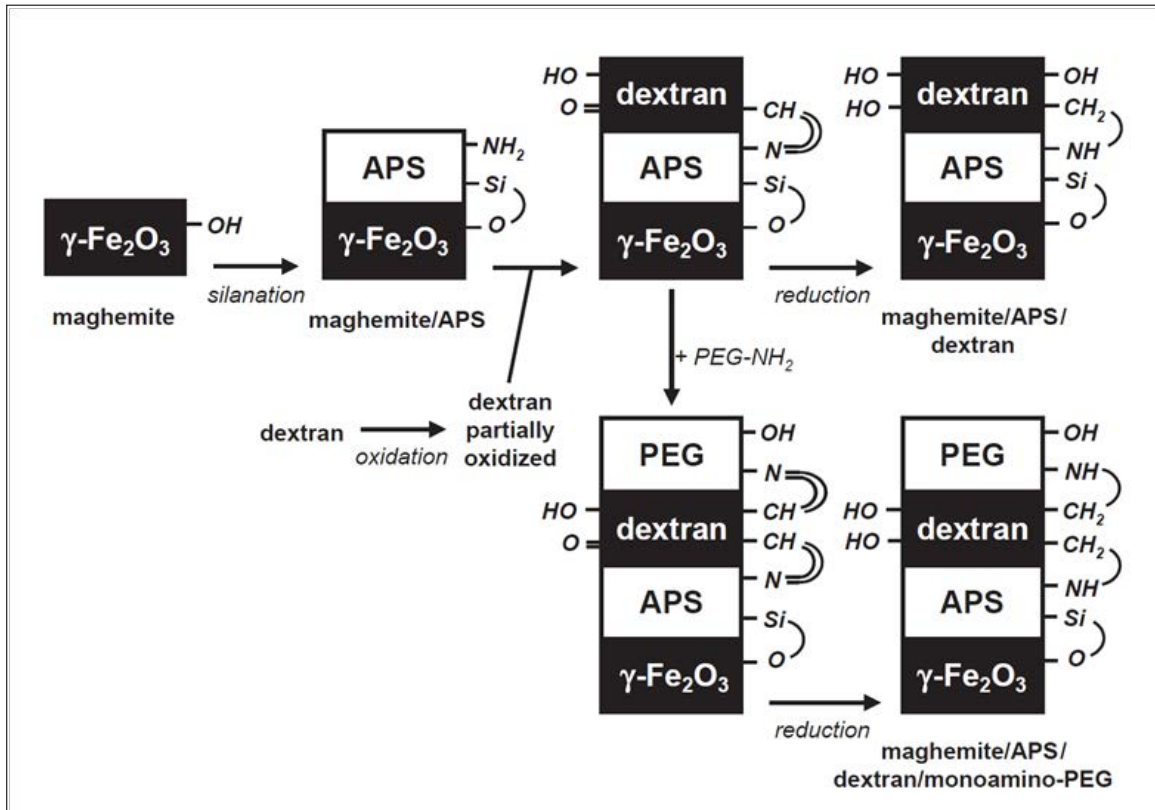 γ-Fe₂O₃
OH
maghemite
silanation
APS
γ-Fe₂O₃
NH₂
Si
O
maghemite/APS
dextran
oxidation
dextran
partially
oxidized
HO
O
dextran
APS
γ-Fe₂O₃
CH
N
Si
O
reduction
HO
HO
dextran
APS
γ-Fe₂O₃
OH
CH₂
NH
Si
O
maghemite/APS/
dextran
+ PEG-NH₂
HO
O
PEG
dextran
APS
γ-Fe₂O₃
OH
N
CH
CH
N
Si
O
reduction
HO
HO
PEG
dextran
APS
γ-Fe₂O₃
OH
NH
CH₂
CH₂
NH
Si
O
maghemite/APS/
dextran/monoamino-PEG